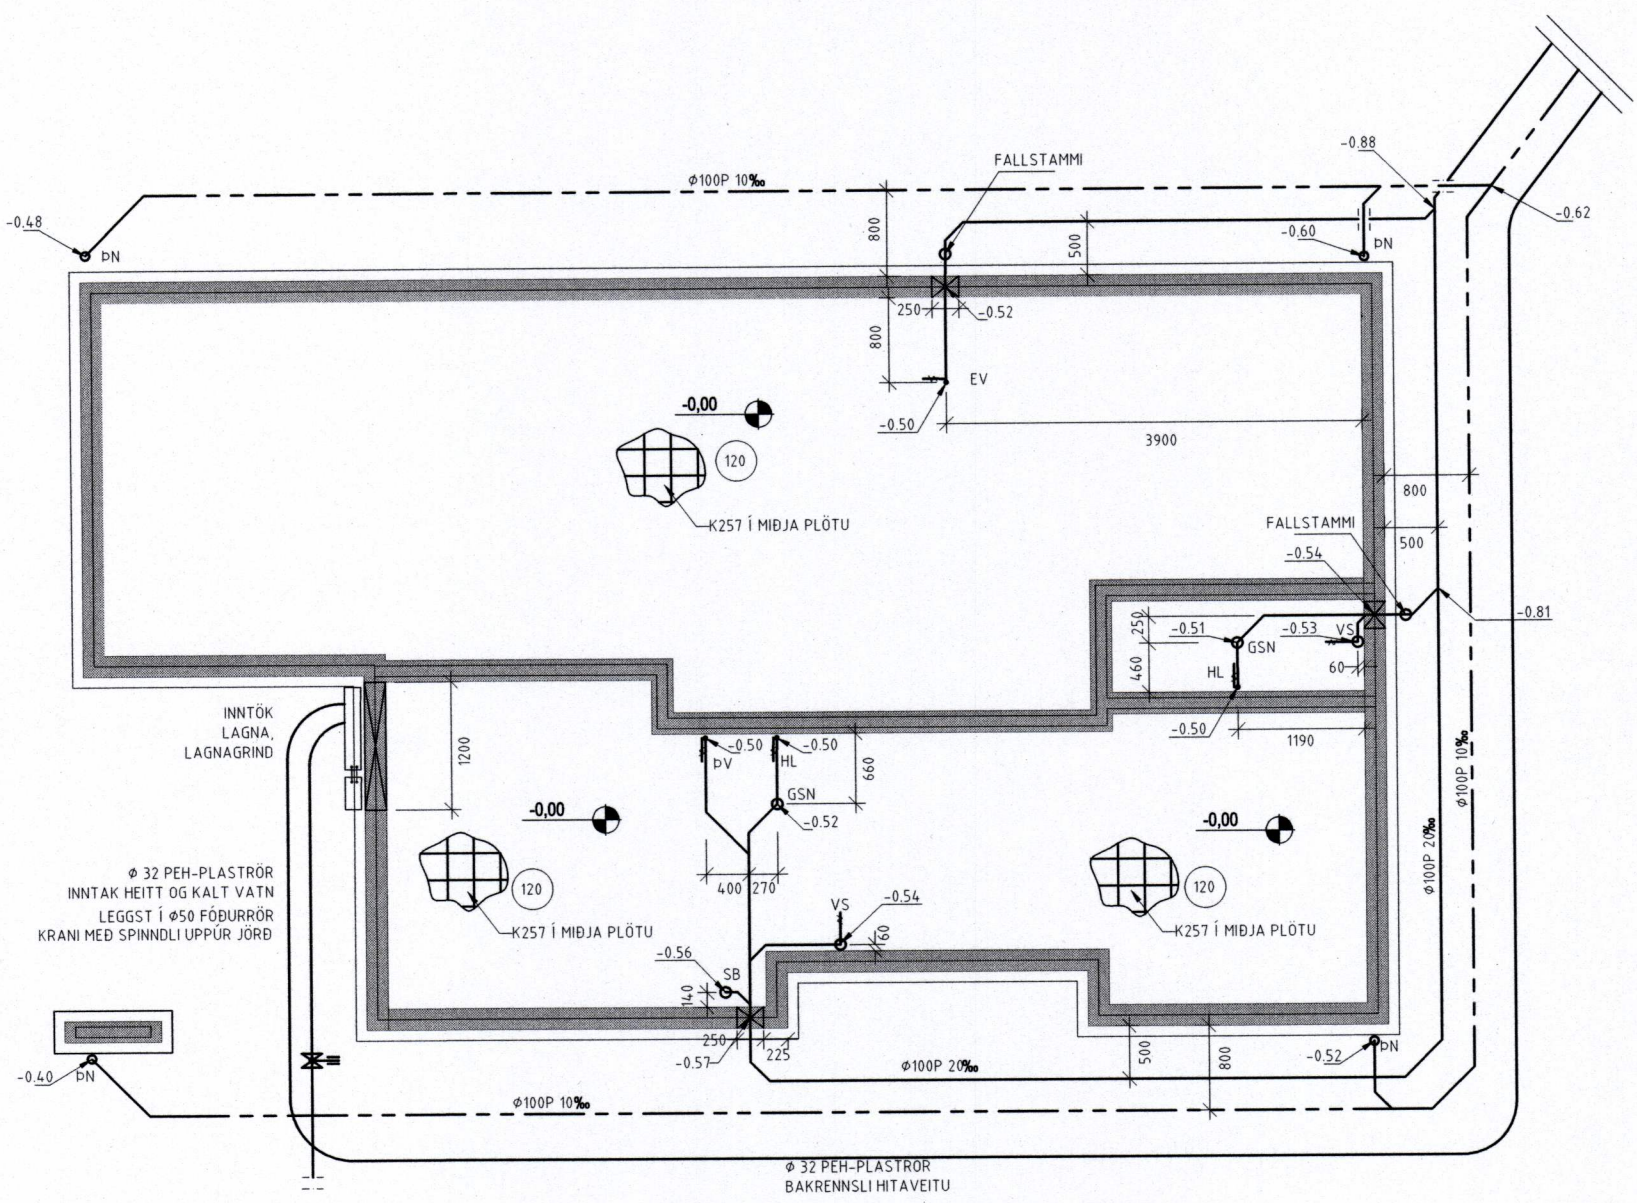 -0.88
FALLSTAMMI
Ø100P 10‰
-0.48
ÞN
800
500
-0.62
-0.60
ÞN
250
-0.52
800
EV
-0,00
-0.50
3900
120
K257 Í MIÐJA PLÖTU
800
FALLSTAMMI
500
-0.54
-0.81
250
-0.51
-0.53
VS
GSN
460
HL
60
-0.50
1190
INNTÖK
LAGNA,
LAGNAGRIND
1200
-0.50
-0.50
ÞV
HL
660
GSN
-0.52
-0,00
-0,00
Ø100P 10‰
Ø100P 20‰
Ø 32 PEH-PLASTRÖR
INNTAK HEITT OG KALT VATN
LEGGST Í Ø50 FÓÐURRÖR
KRANI MEÐ SPINNDLI UPPÚR JÖRÐ
120
400
270
120
K257 Í MIÐJA PLÖTU
VS
-0.54
K257 Í MIÐJA PLÖTU
60
-0.56
SB
140
250
225
-0.57
500
800
-0.52
ÞN
-0.40
ÞN
Ø100P 20‰
Ø100P 10‰
Ø 32 PEH-PLASTRÖR
BAKRENNSLI HITAVEITU